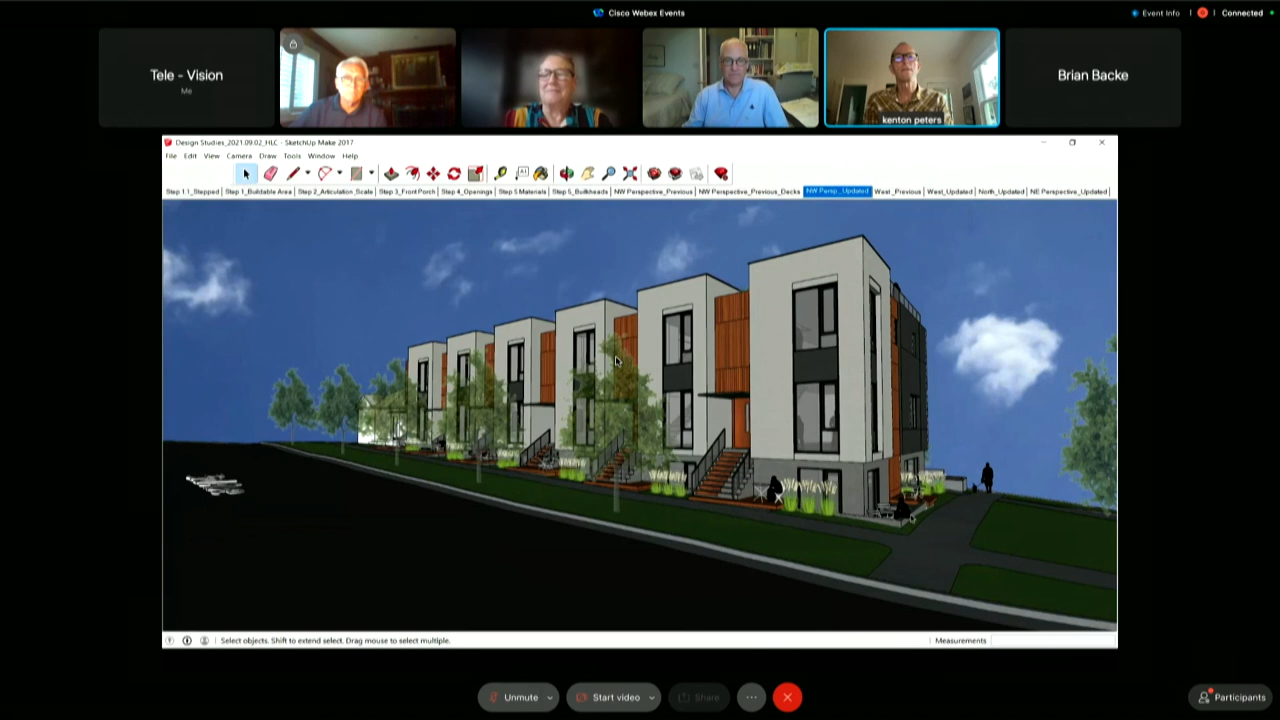 Cisco Webex Events
Event Info
Connected
Tele - Vision
Me
kenton peters
Brian Backe
Design Studies_2021.09.02_HLC - SketchUp Make 2017
File Edit View Camera Draw Tools Window Help
Step 1.1_Stepped Step 1_Buildable Area Step 2_Articulation_Scale Step 3_Front Porch Step 4_Openings Step 5 Materials Step 5_Bulkheads NW Perspective_Previous NW Perspective_Previous_Decks NW Persp._Updated West_Previous West_Updated North_Updated NE Perspective_Updated
Select objects. Shift to extend select. Drag mouse to select multiple.
Measurements
Unmute
Start video
Share
Participants